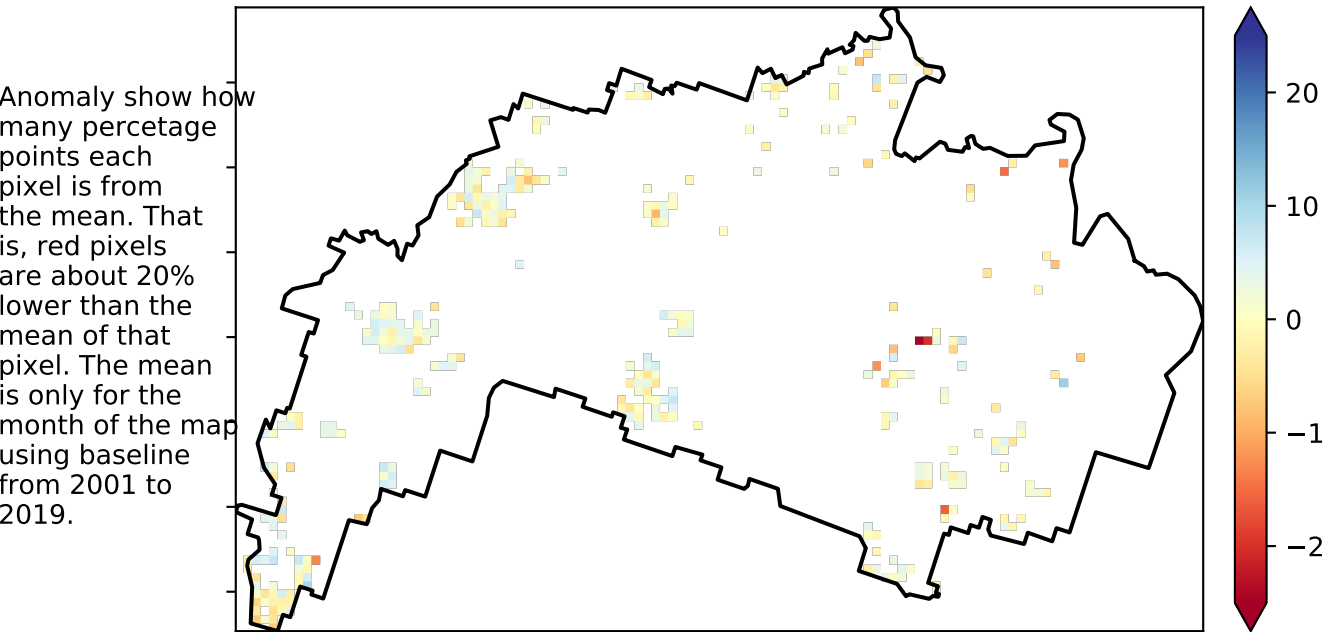 Anomaly show how
many percetage
points each
pixel is from
the mean. That
is, red pixels
are about 20%
lower than the
mean of that
pixel. The mean
is only for the
month of the map
using baseline
from 2001 to
2019.
20
10
0
−1
−2